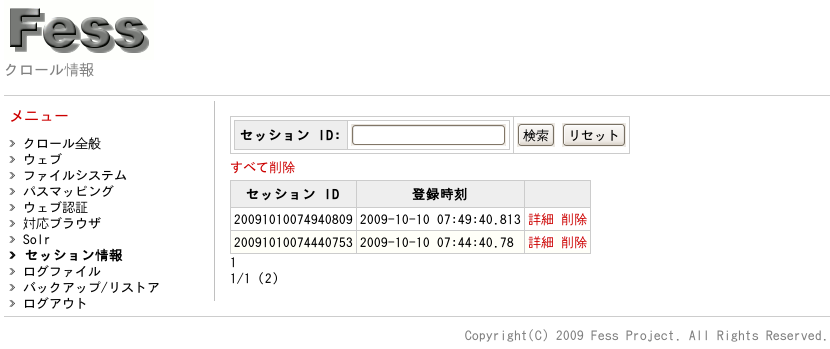 Fess
クロール情報
メニュー
クロール全般
ウェブ
ファイルシステム
パスマッピング
ウェブ認証
対応ブラウザ
Solr
セッション情報
ログファイル
バックアップ/リストア
ログアウト
セッション ID: 検索 リセット
すべて削除
セッション ID 登録時刻
20091010074940809 2009-10-10 07:49:40.813 詳細 削除
20091010074440753 2009-10-10 07:44:40.78 詳細 削除
1
1/1 (2)
Copyright(C) 2009 Fess Project. All Rights Reserved.